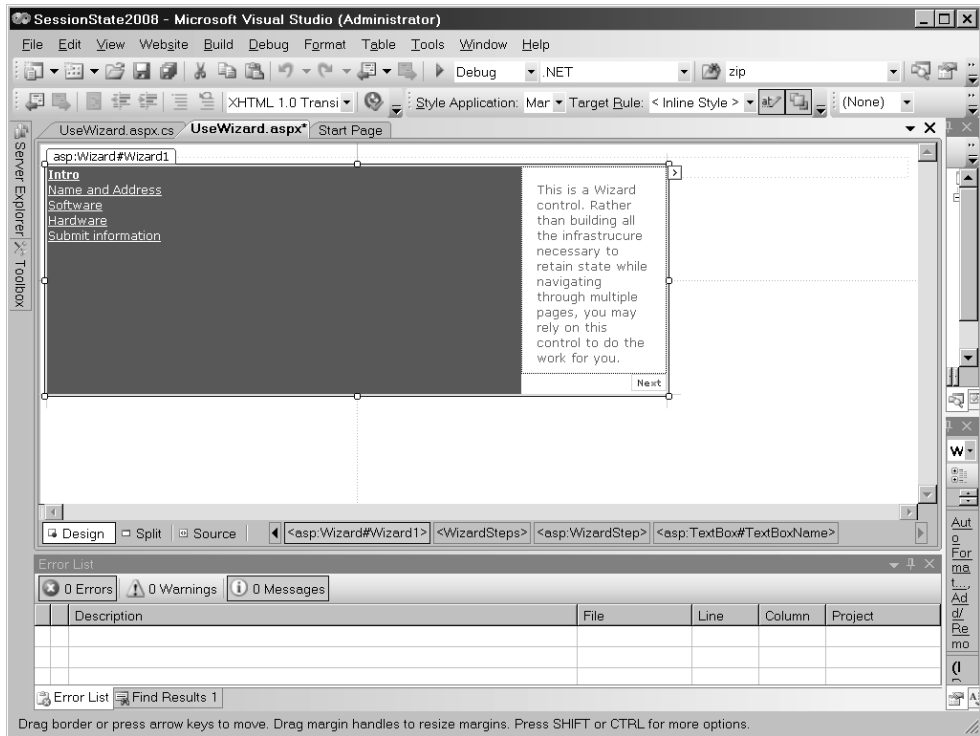 SessionState2008 - Microsoft Visual Studio (Administrator)
File Edit View Website Build Debug Format Table Tools Window Help
Debug .NET zip
XHTML 1.0 Transi Style Application: Mar Target Rule: < Inline Style > (None)
UseWizard.aspx.cs UseWizard.aspx* Start Page
Server Explorer
Toolbox
asp:Wizard#Wizard1
Intro
Name and Address
Software
Hardware
Submit information
This is a Wizard
control. Rather
than building all
the infrastrucure
necessary to
retain state while
navigating
through multiple
pages, you may
rely on this
control to do the
work for you.
Next
Design Split Source <asp:Wizard#Wizard1> <WizardSteps> <asp:WizardStep> <asp:TextBox#TextBoxName>
W
Aut
o
For
ma
t...,
Ad
d/
Re
mo
(I
Error List
0 Errors 0 Warnings 0 Messages
Description File Line Column Project
Error List Find Results 1
Drag border or press arrow keys to move. Drag margin handles to resize margins. Press SHIFT or CTRL for more options.